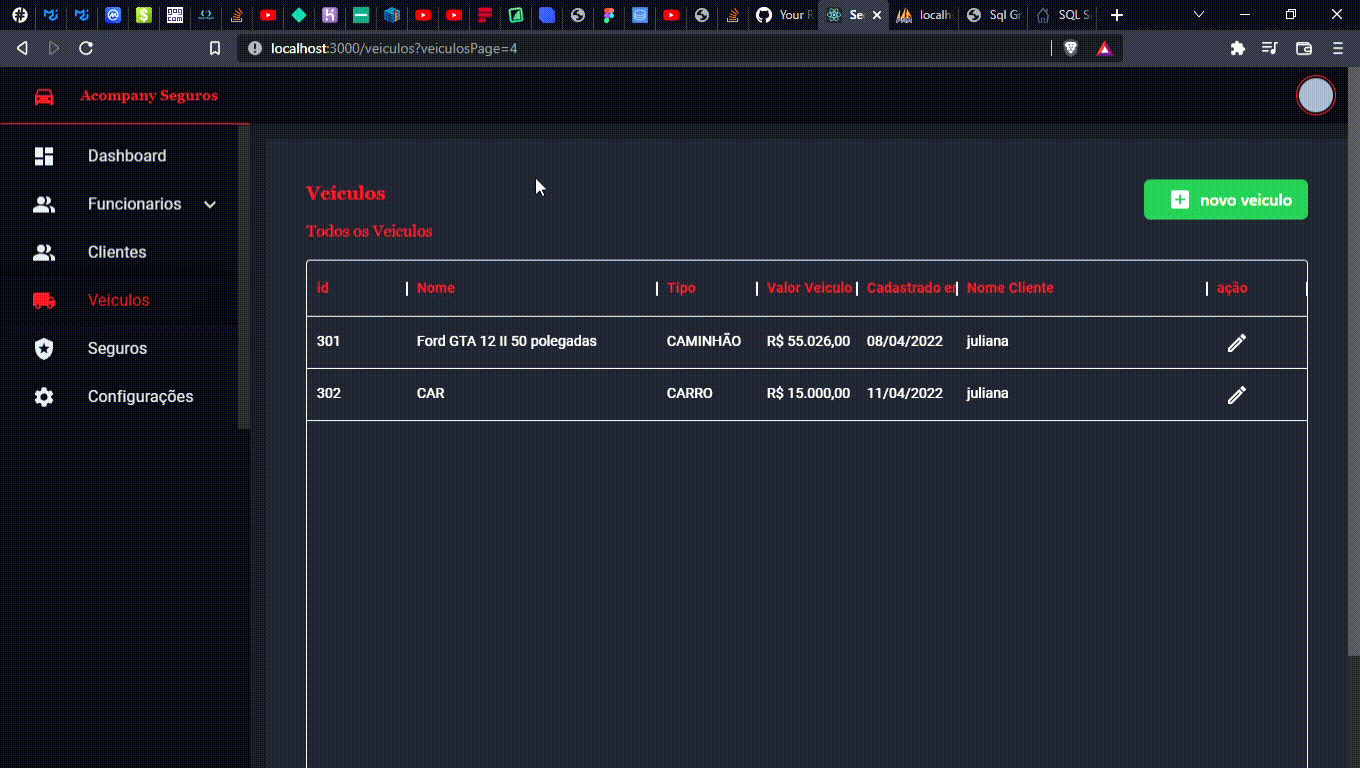 Your R
Se
localh
Sql Gr
SQL S
localhost:3000/veiculos?veiculosPage=4
Acompany Seguros
Dashboard
Funcionarios
Clientes
Veiculos
Seguros
Configurações
Veículos
novo veiculo
Todos os Veiculos
id Nome Tipo Valor Veiculo Cadastrado em Nome Cliente ação
301 Ford GTA 12 II 50 polegadas CAMINHÃO R$ 55.026,00 08/04/2022 juliana
302 CAR CARRO R$ 15.000,00 11/04/2022 juliana